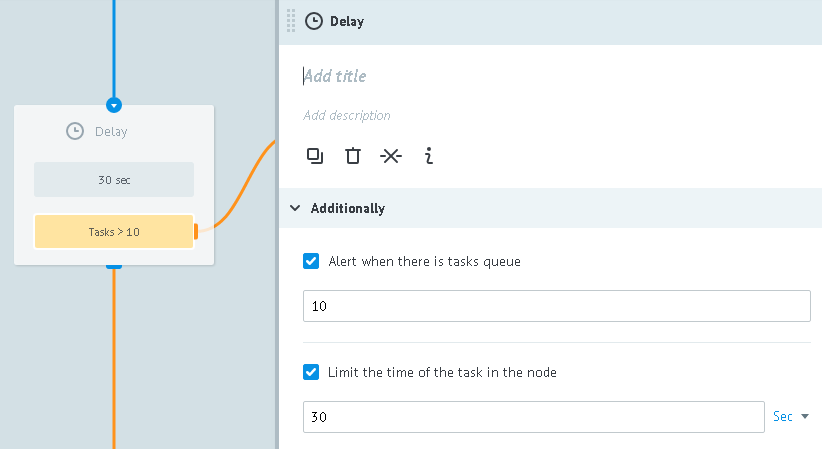 Delay
30 sec
Tasks > 10
Delay
Add title
Add description
Additionally
Alert when there is tasks queue
10
Limit the time of the task in the node
30
Sec